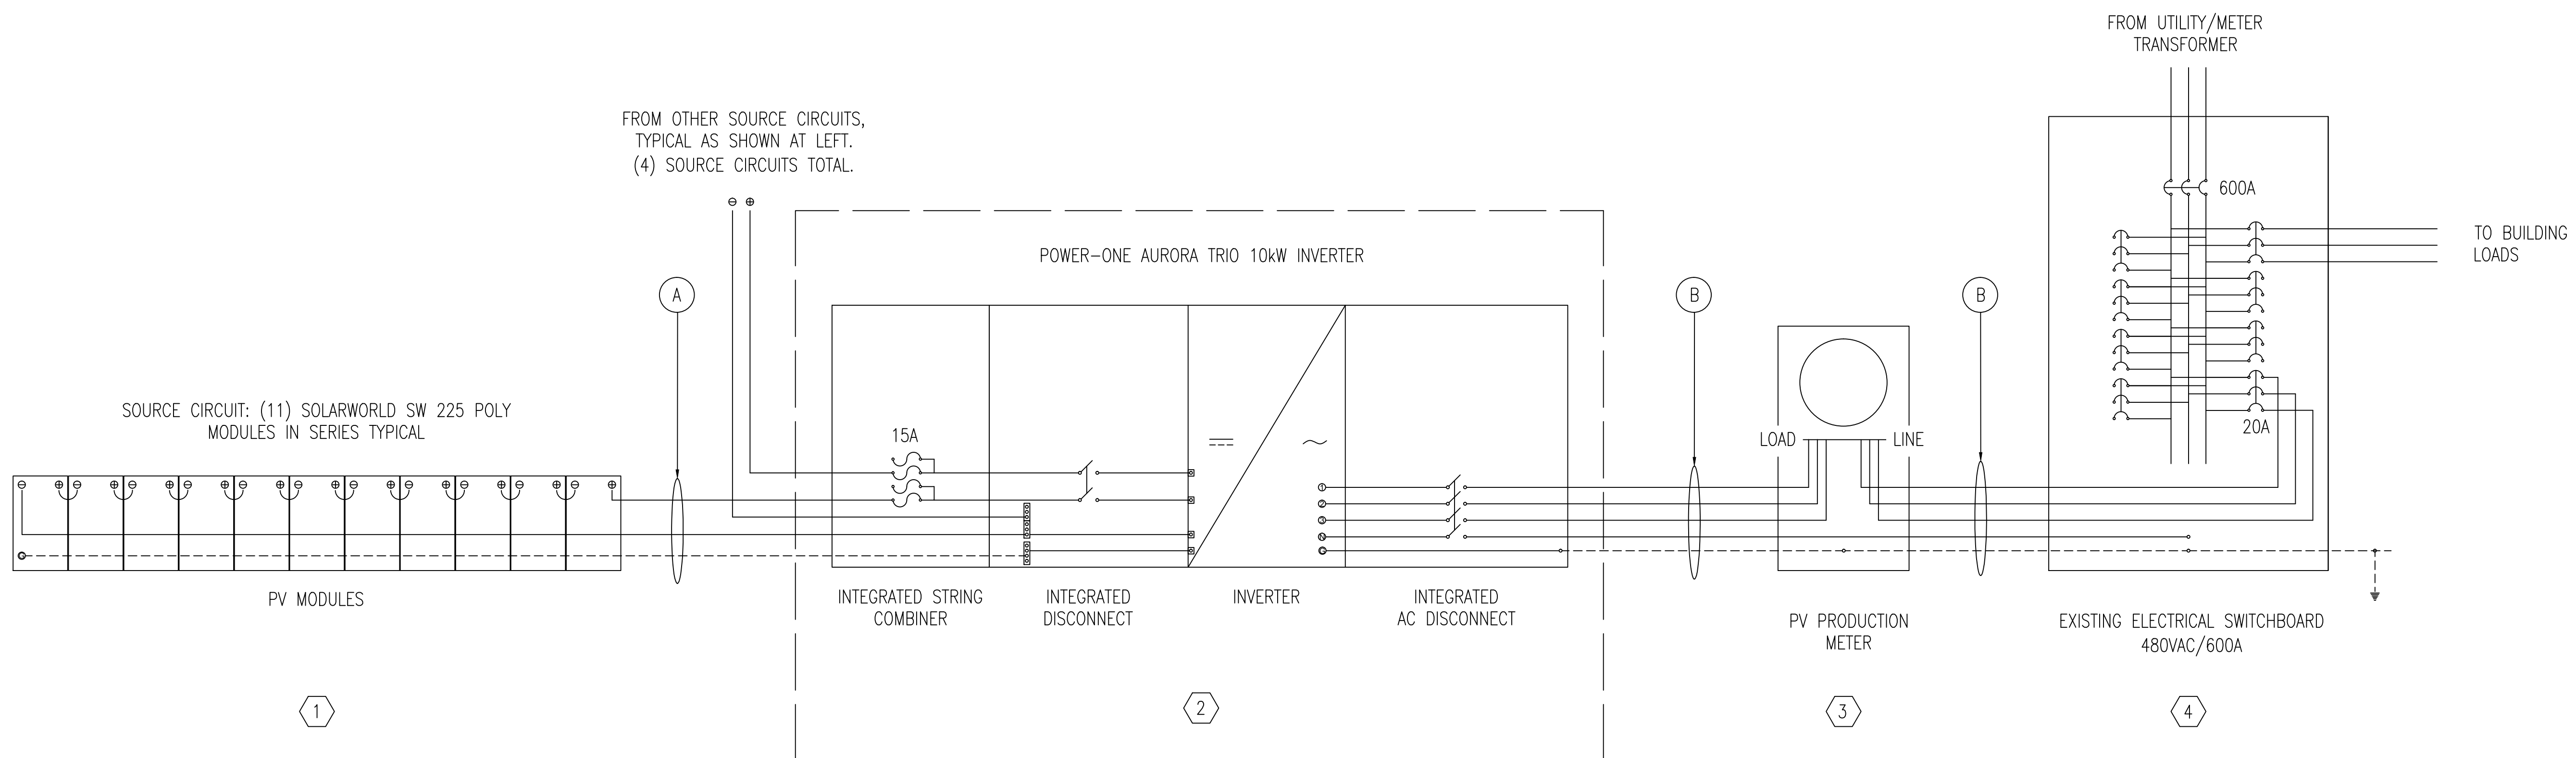 FROM UTILITY/METER
TRANSFORMER
FROM OTHER SOURCE CIRCUITS,
TYPICAL AS SHOWN AT LEFT.
(4) SOURCE CIRCUITS TOTAL.
600A
TO BUILDING
LOADS
POWER-ONE AURORA TRIO 10kW INVERTER
A
B
B
SOURCE CIRCUIT: (11) SOLARWORLD SW 225 POLY
MODULES IN SERIES TYPICAL
15A
20A
LOAD
LINE
1
2
3
N
G
PV MODULES
INTEGRATED STRING
COMBINER
INTEGRATED
DISCONNECT
INVERTER
INTEGRATED
AC DISCONNECT
PV PRODUCTION
METER
EXISTING ELECTRICAL SWITCHBOARD
480VAC/600A
1
2
3
4